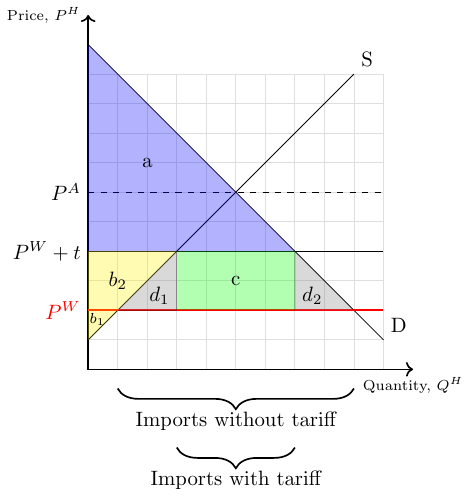 Price, P^H
S
a
P^A
P^W + t
b_2
d_1
c
d_2
P^W
b_1
D
Quantity, Q^H
Imports without tariff
Imports with tariff